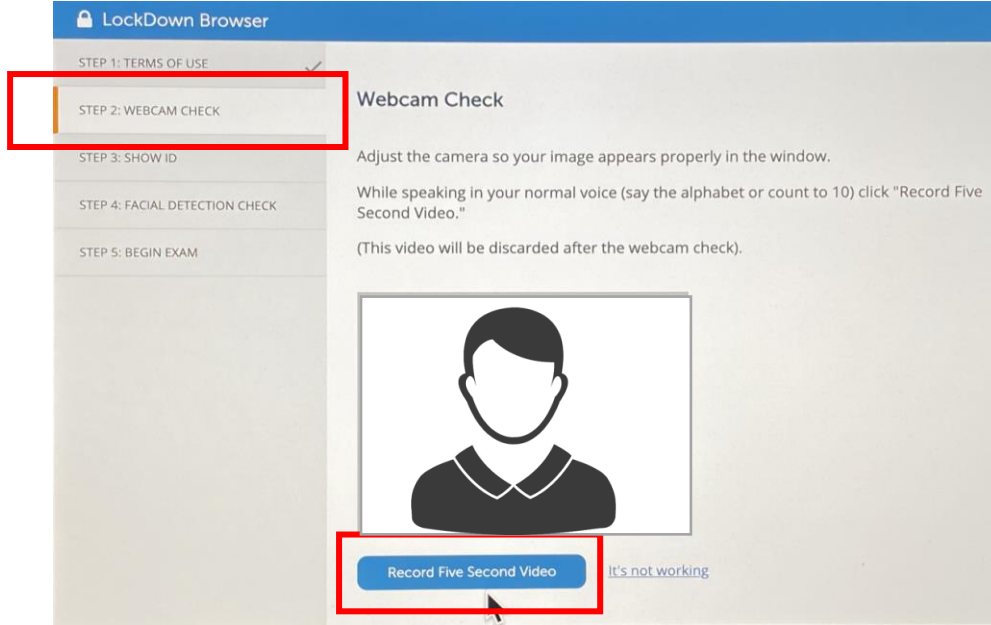 LockDown Browser
STEP 1: TERMS OF USE
STEP 2: WEBCAM CHECK
STEP 3: SHOW ID
STEP 4: FACIAL DETECTION CHECK
STEP 5: BEGIN EXAM
Webcam Check
Adjust the camera so your image appears properly in the window.
While speaking in your normal voice (say the alphabet or count to 10) click "Record Five
Second Video."
(This video will be discarded after the webcam check).
Record Five Second Video
It's not working